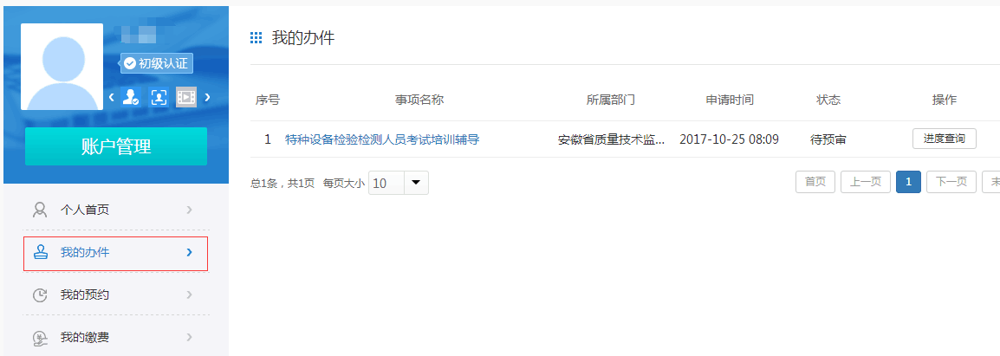 初级认证
账户管理
个人首页
我的办件
我的预约
我的缴费
我的办件
序号 事项名称 所属部门 申请时间 状态 操作
1 特种设备检验检测人员考试培训辅导 安徽省质量技术监... 2017-10-25 08:09 待预审 进度查询
总1条，共1页 每页大小 10 首页 上一页 1 下一页